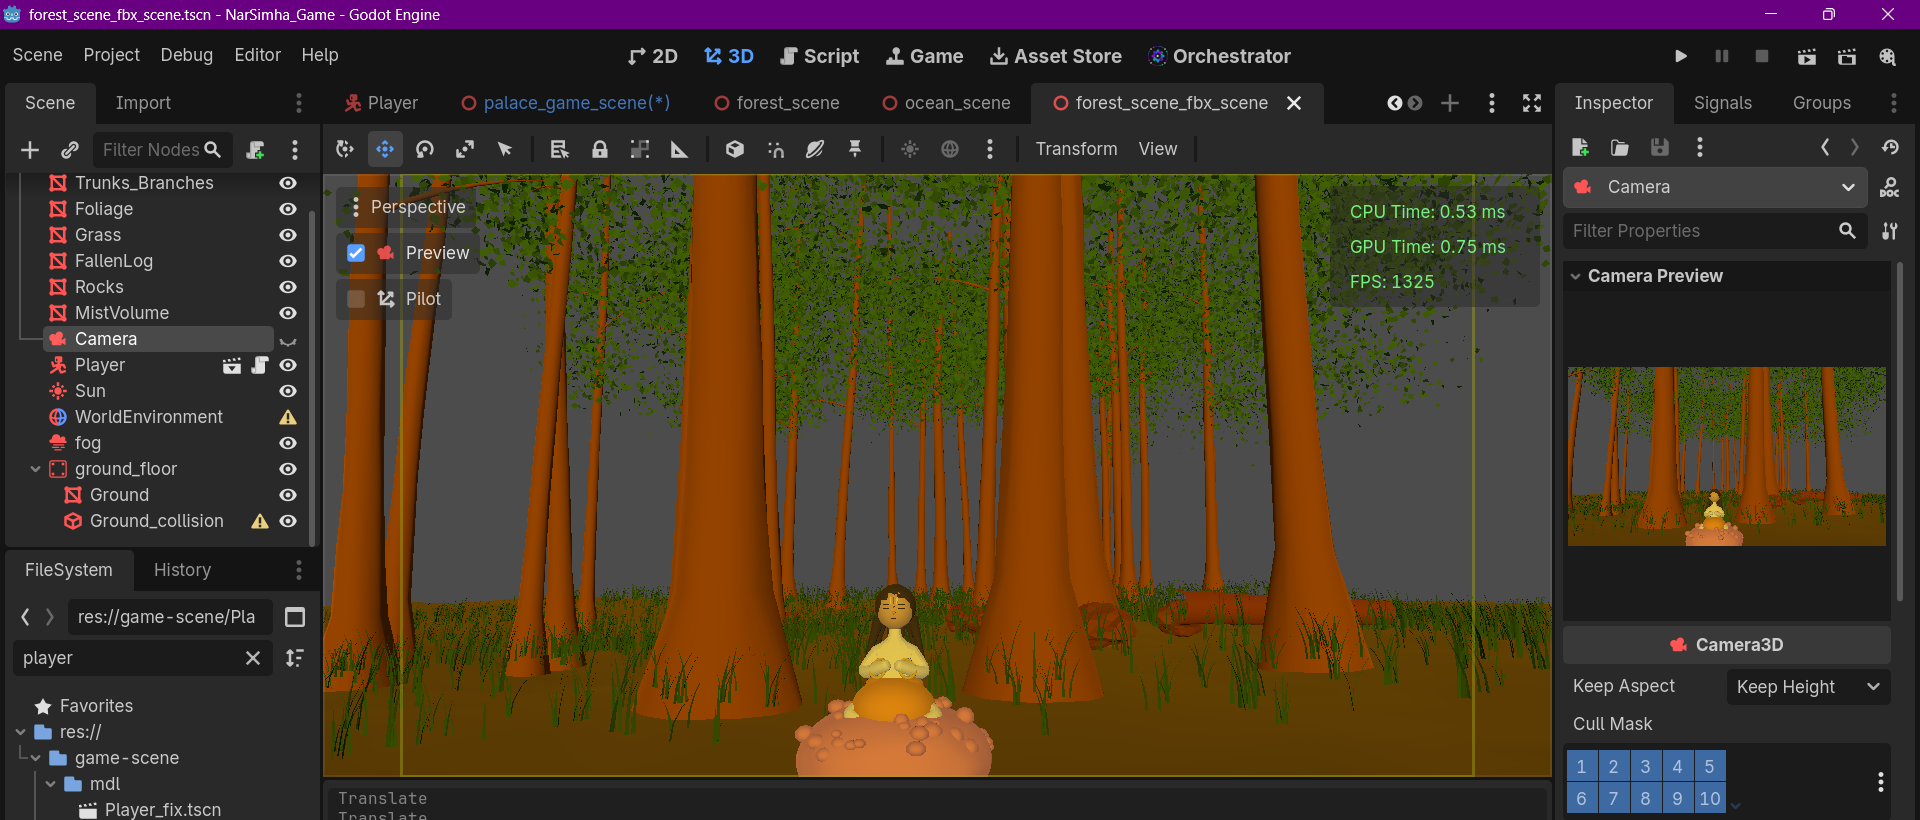 forest_scene_fbx_scene.tscn - NarSimha_Game - Godot Engine
Scene Project Debug Editor Help
2D 3D Script Game Asset Store Orchestrator
Scene Import
Player palace_game_scene(*) forest_scene ocean_scene forest_scene_fbx_scene
Inspector Signals Groups
Filter Nodes
Transform View
Trunks_Branches
Foliage
Grass
FallenLog
Rocks
MistVolume
Camera
Player
Sun
WorldEnvironment
fog
ground_floor
Ground
Ground_collision
Perspective
Preview
Pilot
CPU Time: 0.53 ms
GPU Time: 0.75 ms
FPS: 1325
Translate
Translate
FileSystem History
res://game-scene/Pla
player
Favorites
res://
game-scene
mdl
Player_fix.tscn
Camera
DOC
Filter Properties
Camera Preview
Camera3D
Keep Aspect Keep Height
Cull Mask
1 2 3 4 5
6 7 8 9 10